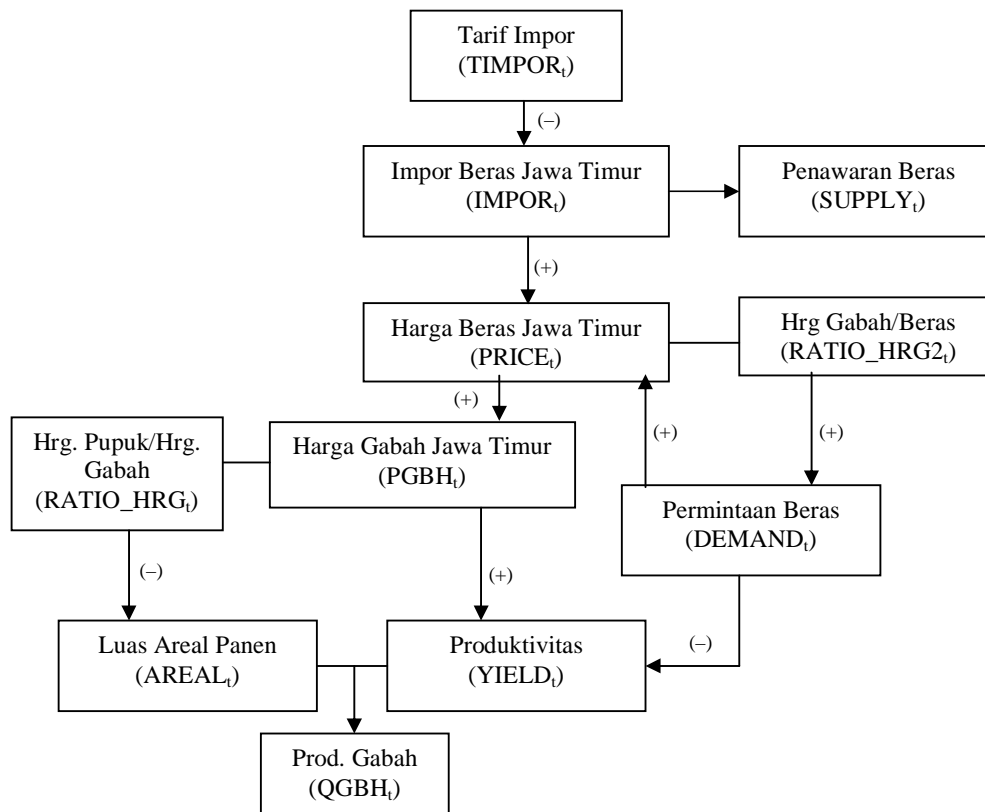 Tarif Impor
(TIMPORₜ)
(–)
Impor Beras Jawa Timur
(IMPORₜ)
Penawaran Beras
(SUPPLYₜ)
(+)
Harga Beras Jawa Timur
(PRICEₜ)
Hrg Gabah/Beras
(RATIO_HRG2ₜ)
(+)
(+)
(+)
Hrg. Pupuk/Hrg.
Gabah
(RATIO_HRGₜ)
Harga Gabah Jawa Timur
(PGBHₜ)
Permintaan Beras
(DEMANDₜ)
(–)
(+)
(–)
Luas Areal Panen
(AREALₜ)
Produktivitas
(YIELDₜ)
Prod. Gabah
(QGBHₜ)